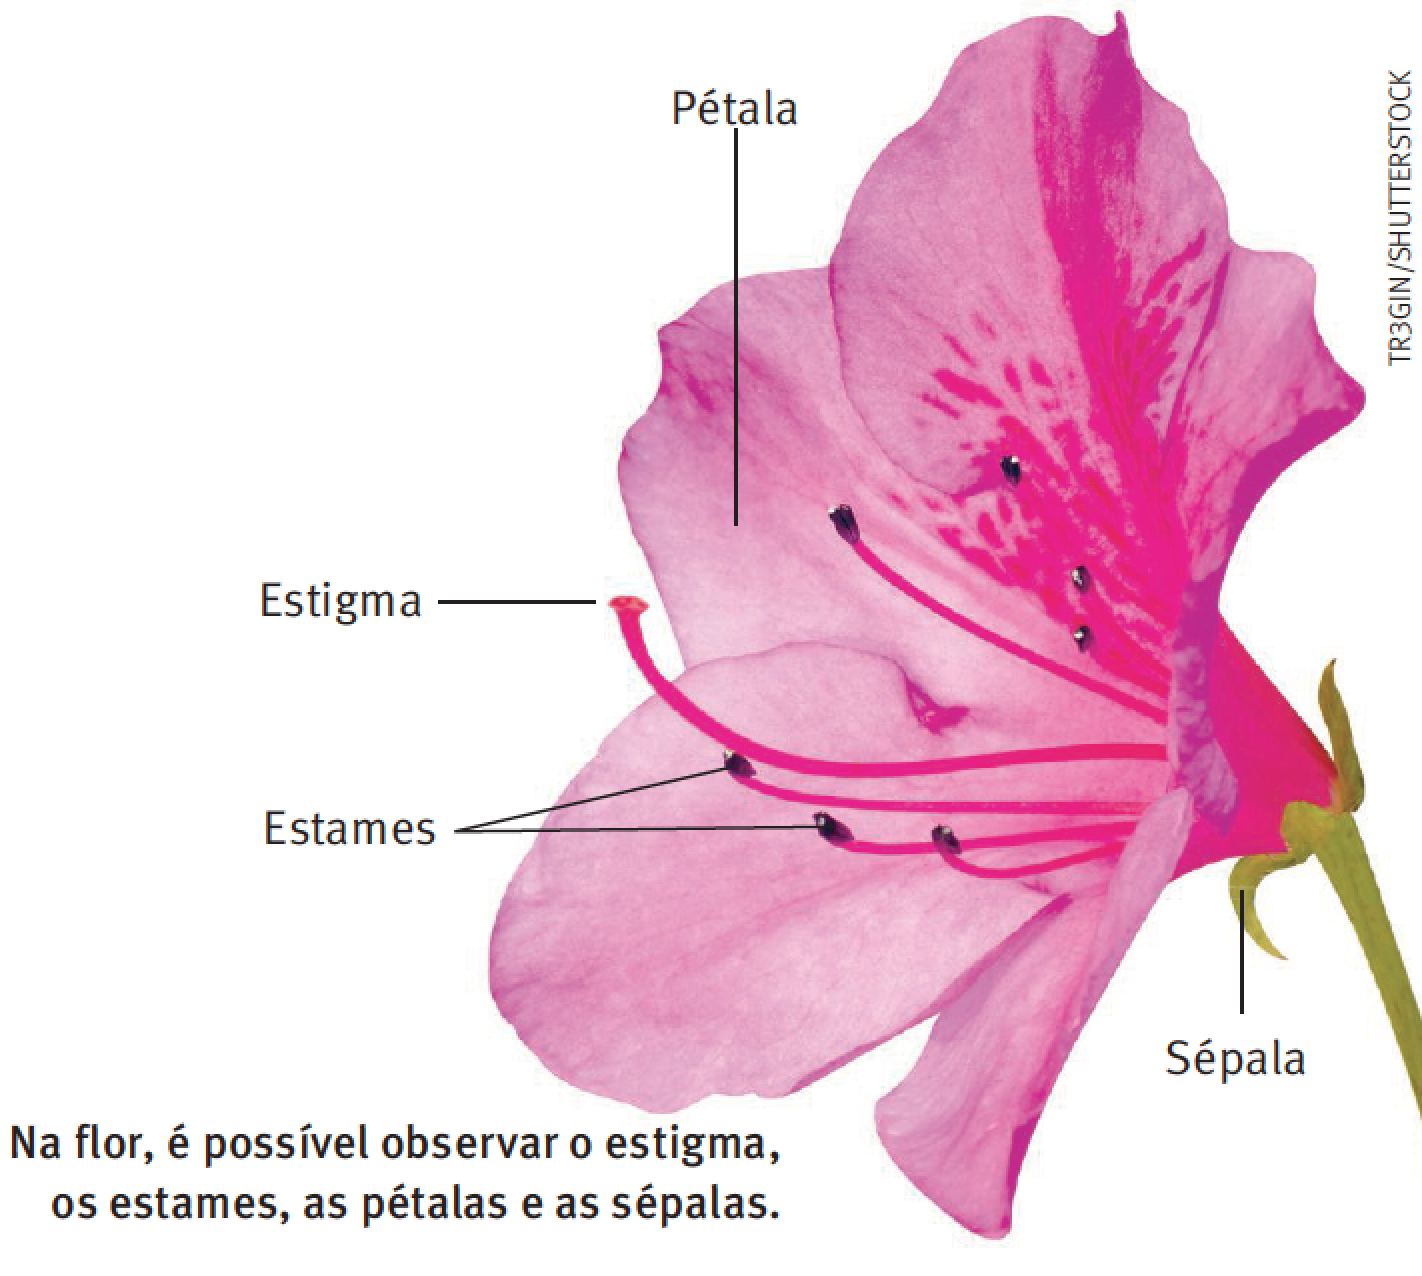 Pétala
TR3GIN/SHUTTERSTOCK
Estigma
Estames
Sépala
Na flor, é possível observar o estigma,
os estames, as pétalas e as sépalas.